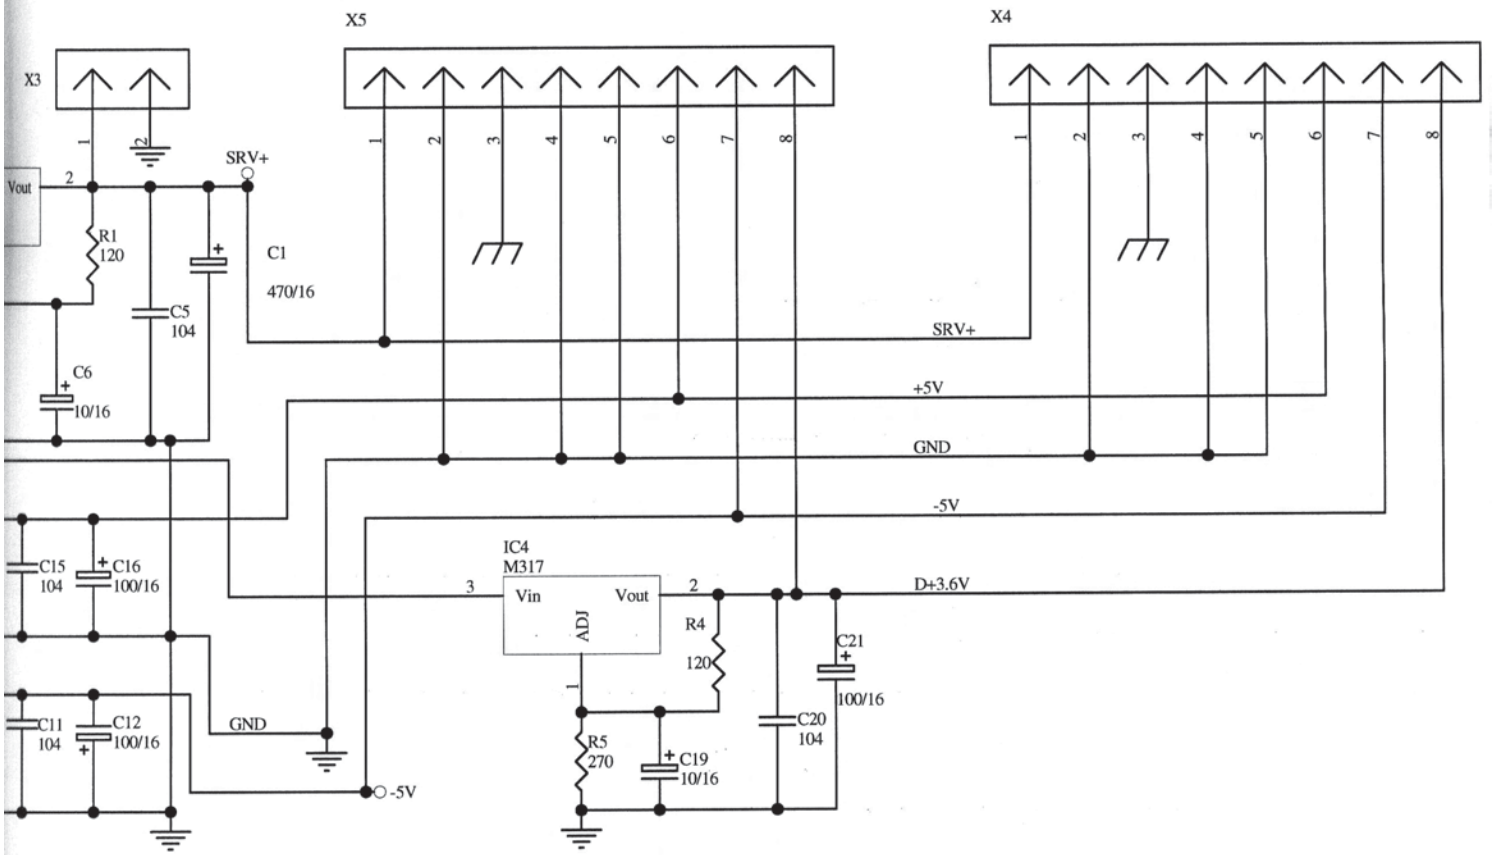 X5
X4
X3
1
2
1
2
3
4
5
6
7
8
1
2
3
4
5
6
7
8
SRV+
Vout
2
R1
120
C1
470/16
C5
104
SRV+
C6
10/16
+5V
GND
-5V
IC4
M317
C15
104
C16
100/16
3
Vin
Vout
2
D+3.6V
ADJ
R4
120
C21
100/16
1
C11
104
C12
100/16
GND
C20
104
R5
270
C19
10/16
-5V